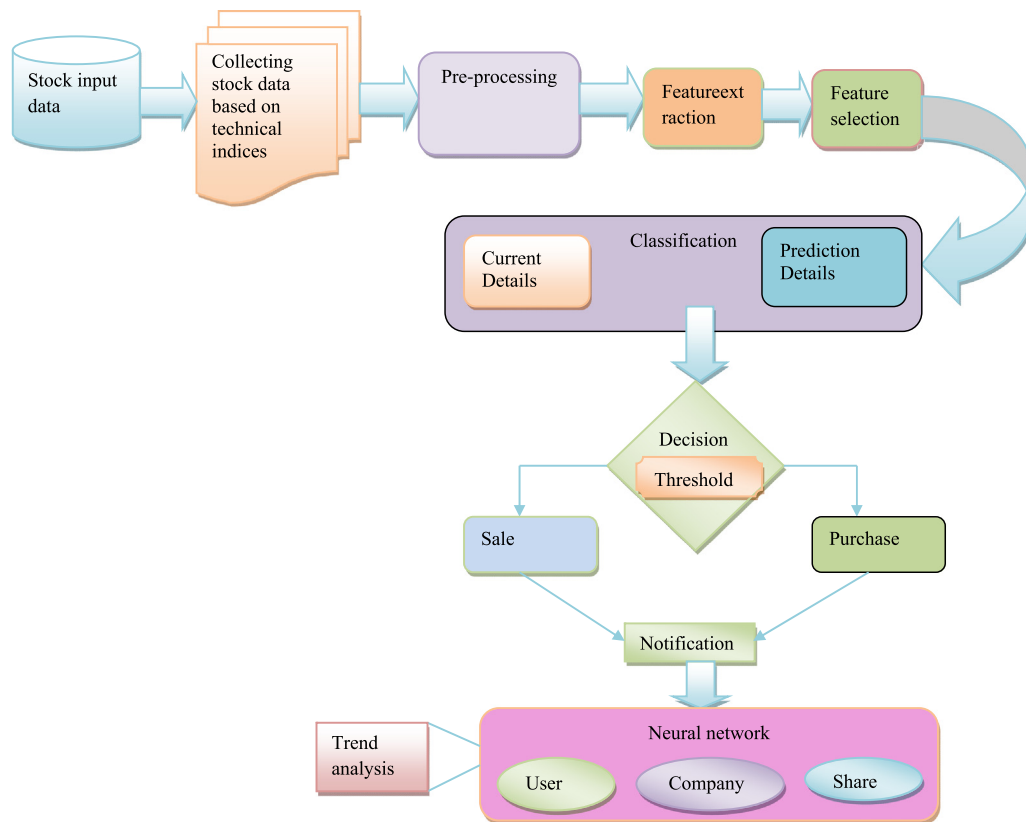 Stock input
data
Collecting
stock data
based on
technical
indices
Pre-processing
Featureext
raction
Feature
selection
Classification
Current
Details
Prediction
Details
Decision
Threshold
Sale
Purchase
Notification
Neural network
Trend
analysis
User
Company
Share